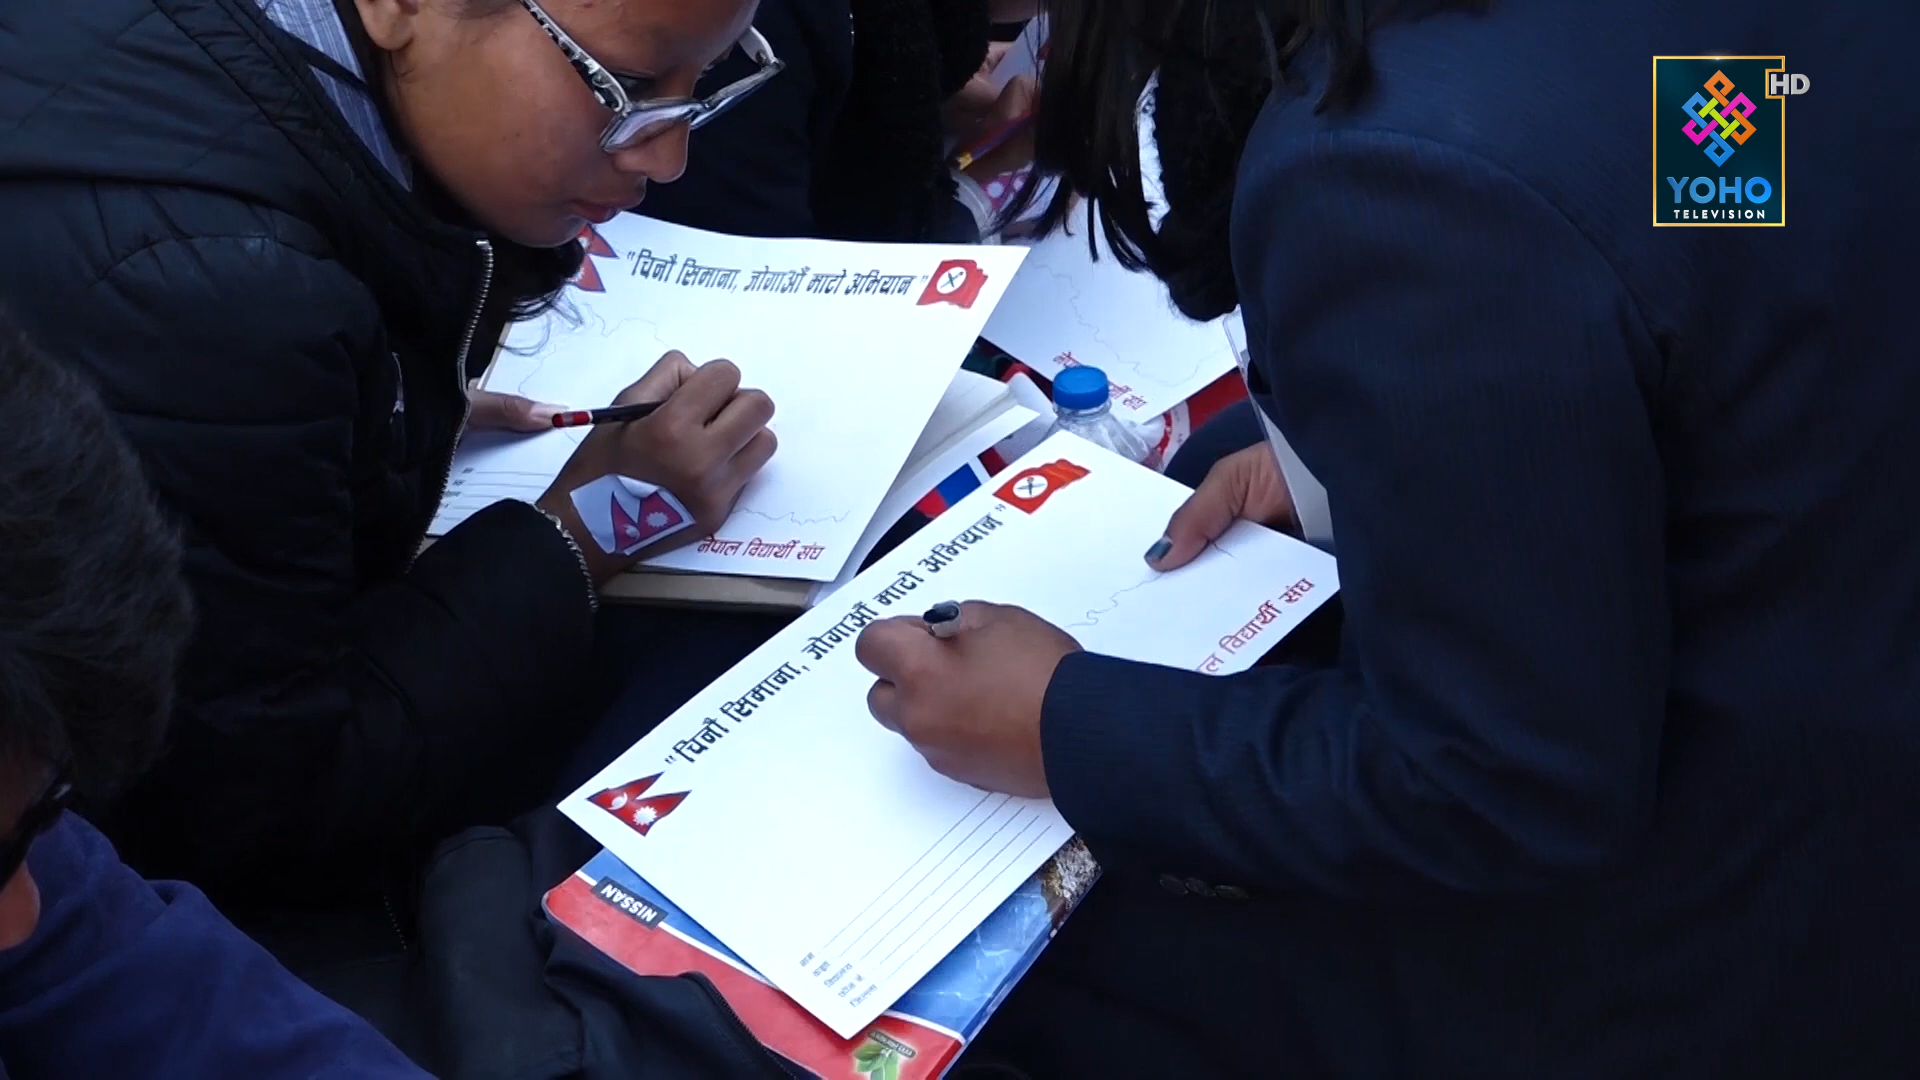 HD
YOHO
TELEVISION
"चिनौ सिमाना, जोगाऔं माटो अभियान"
नेपाल विद्यार्थी संघ
"चिनौ सिमाना, जोगाऔं माटो अभियान"
विद्यार्थी संघ
NISSAN